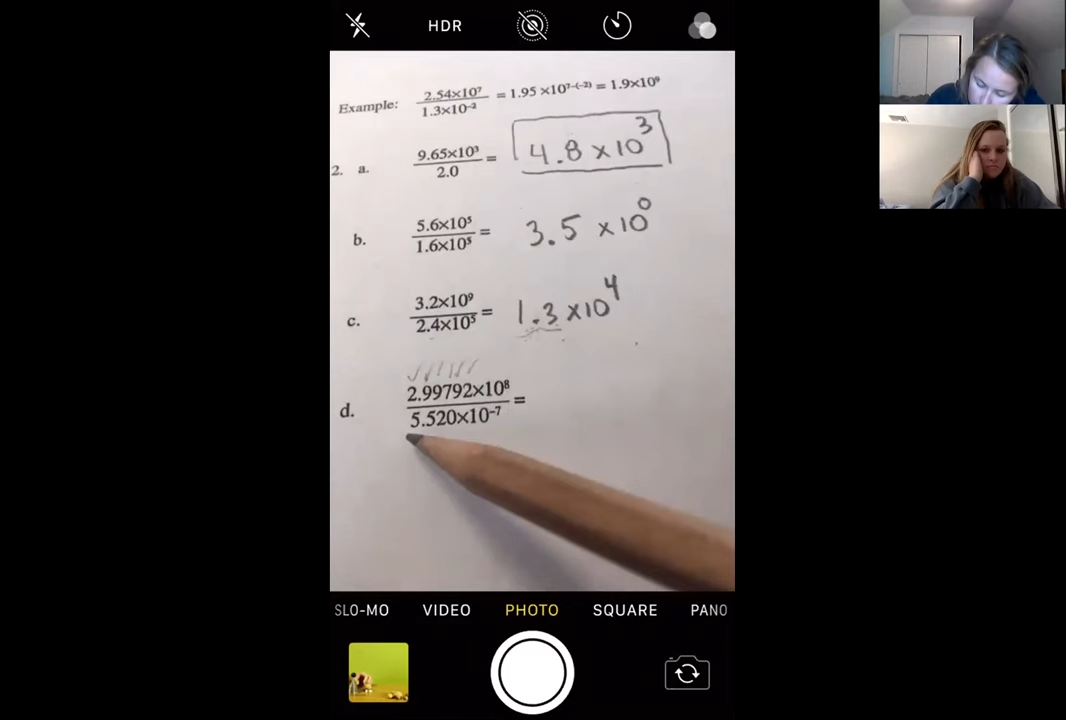 HDR
Example: 2.54×10⁷ / 1.3×10⁻² = 1.95 ×10⁷⁻⁽⁻²⁾ = 1.9×10⁹
2. a. 9.65×10³ / 2.0 = 4.8 ×10³
b. 5.6×10⁵ / 1.6×10⁵ = 3.5 ×10⁰
c. 3.2×10⁹ / 2.4×10⁵ = 1.3 ×10⁴
d. 2.99792×10⁸ / 5.520×10⁻⁷ =
SLO-MO VIDEO PHOTO SQUARE PANO